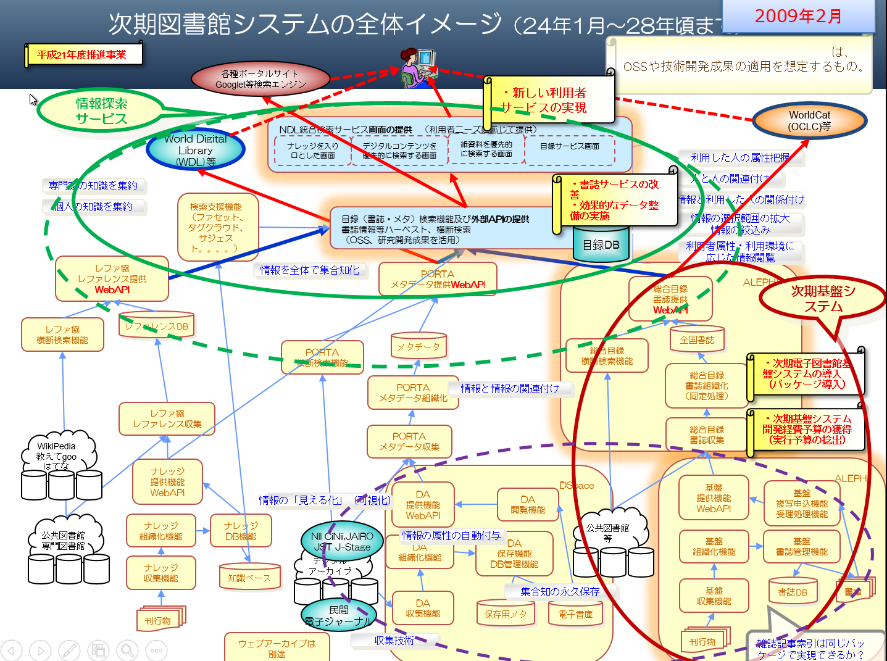 次期図書館システムの全体イメージ（24年1月～28年頃まで
2009年2月
平成21年度推進事業
は、
OSSや技術開発成果の適用を想定するもの。
各種ポータルサイト
Google!等検索エンジン
・新しい利用者
サービスの実現
情報探索
サービス
WorldCat
(OCLC)等
World Digital
Library
(WDL)等
NDL統合検索サービス画面の提供 （利用者ニーズに応じて提供）
ナレッジを入り
口とした画面
デジタルコンテンツを
優先的に検索する画面
紙資料を優先的
に検索する画面
目録サービス画面
利用した人の属性把握
人と人の関連付け
情報と利用した人の関係付け
情報の選択範囲の拡大
情報の絞込み
利用者属性・利用環境に
応じた情報閲覧
専門家の知識を集約
個人の知識を集約
検索支援機能
（ファセット、
タグクラウド、
サジェス
ト。。。。）
目録（書誌・メタ）検索機能及び外部APIの提供
書誌情報等ハーベスト、横断検索
（OSS、研究開発成果を活用）
・書誌サービスの改
善
・効果的なデータ整
備の実施
目録DB
情報を全体で集合知化
レファ協
レファレンス提供
WebAPI
PORTA
メタデータ提供WebAPI
総合目録
書誌提供
WebAPI
ALEPH
次期基盤シ
ステム
レファ協
横断検索機能
レファレンスDB
PORTA
横断検索機能
メタデータ
総合目録
横断検索機能
全国書誌
・次期電子図書館基
盤システムの導入
（パッケージ導入）
PORTA
メタデータ組織化
情報と情報の関連付け
総合目録
書誌組織化
（同定処理）
・次期基盤システム
開発経費予算の獲得
（実行予算の捻出）
レファ協
レファレンス収集
PORTA
メタデータ収集
総合目録
書誌収集
WikiPedia
教えてgoo
はてな
ナレッジ
提供機能
WebAPI
DSpace
ALEPH
情報の「見える化」（可視化）
DA
提供機能
WebAPI
DA
閲覧機能
基盤
提供機能
WebAPI
基盤
複写申込機能
受理処理機能
公共図書館
専門図書館
ナレッジ
組織化機能
ナレッジ
DB機能
NII CiNii,JAIRO
JST J-Stage
情報の属性の自動付与
DA
組織化機能
DA
保存機能
DB管理機能
公共図書館
等
基盤
組織化機能
基盤
書誌管理機能
ナレッジ
収集機能
知識ベース
アーカイブ
集合知の永久保存
DA
収集機能
保存用メタ
電子書庫
基盤
収集機能
書誌DB
書庫
刊行物
民間
電子ジャーナル
収集技術
刊行物
ウェブアーカイブは
別途
雑誌記事索引は同じパッ
ケージで実現できるか？